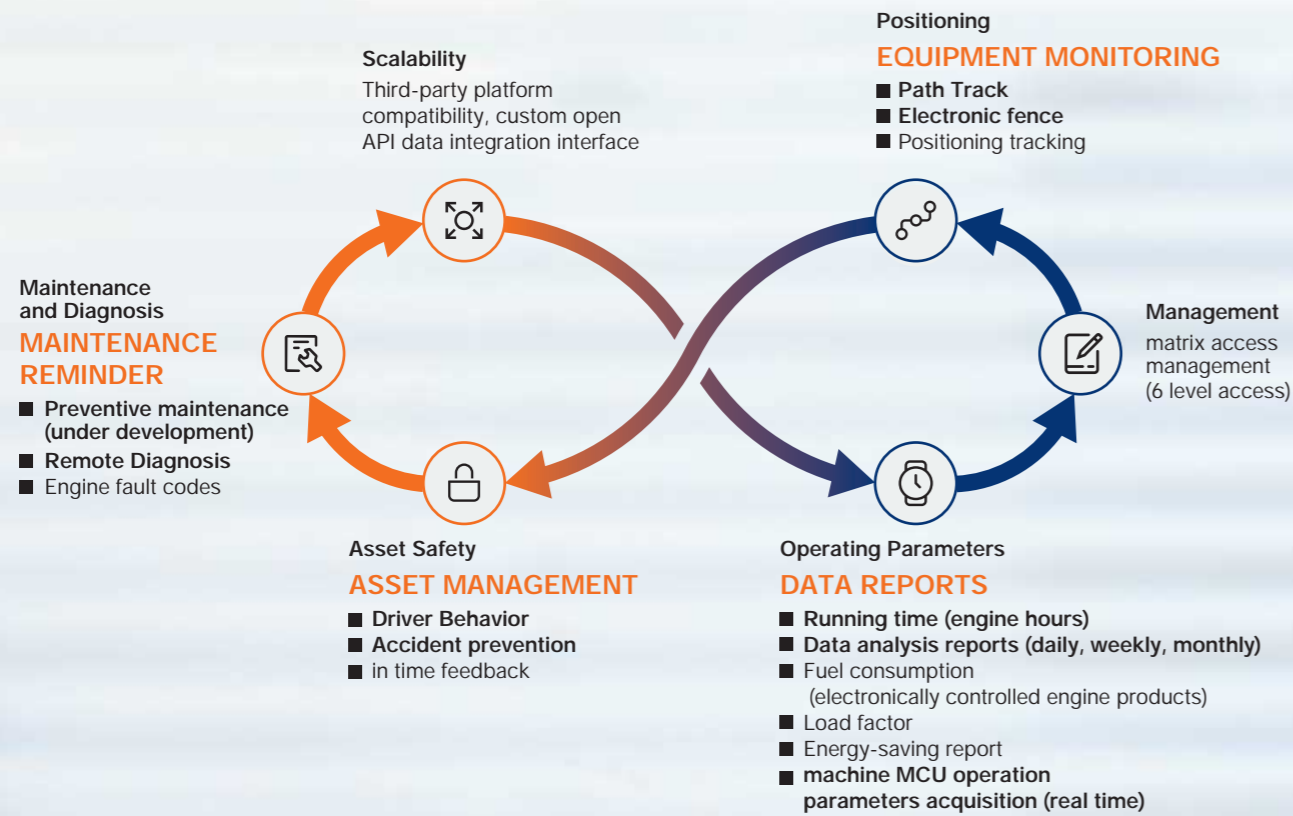 Positioning
EQUIPMENT MONITORING
■ Path Track
■ Electronic fence
■ Positioning tracking
Scalability
Third-party platform
compatibility, custom open
API data integration interface
Maintenance
and Diagnosis
MAINTENANCE
REMINDER
■ Preventive maintenance
(under development)
■ Remote Diagnosis
■ Engine fault codes
Management
matrix access
management
(6 level access)
Asset Safety
ASSET MANAGEMENT
■ Driver Behavior
■ Accident prevention
■ in time feedback
Operating Parameters
DATA REPORTS
■ Running time (engine hours)
■ Data analysis reports (daily, weekly, monthly)
■ Fuel consumption
(electronically controlled engine products)
■ Load factor
■ Energy-saving report
■ machine MCU operation
parameters acquisition (real time)